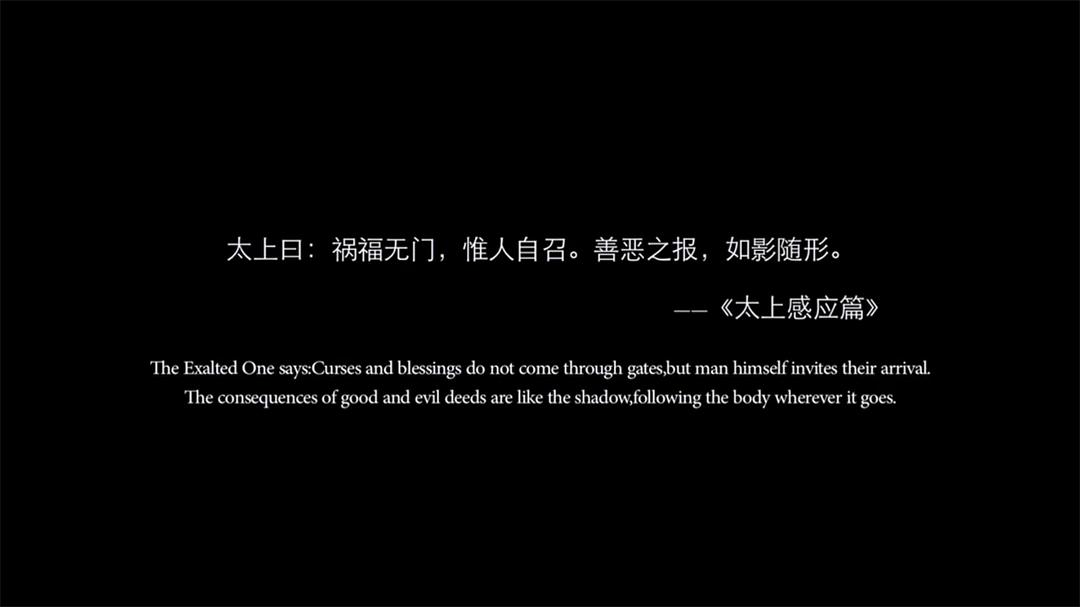 太上曰：祸福无门，惟人自召。善恶之报，如影随形。
——《太上感应篇》
The Exalted One says:Curses and blessings do not come through gates,but man himself invites their arrival.
The consequences of good and evil deeds are like the shadow,following the body wherever it goes.